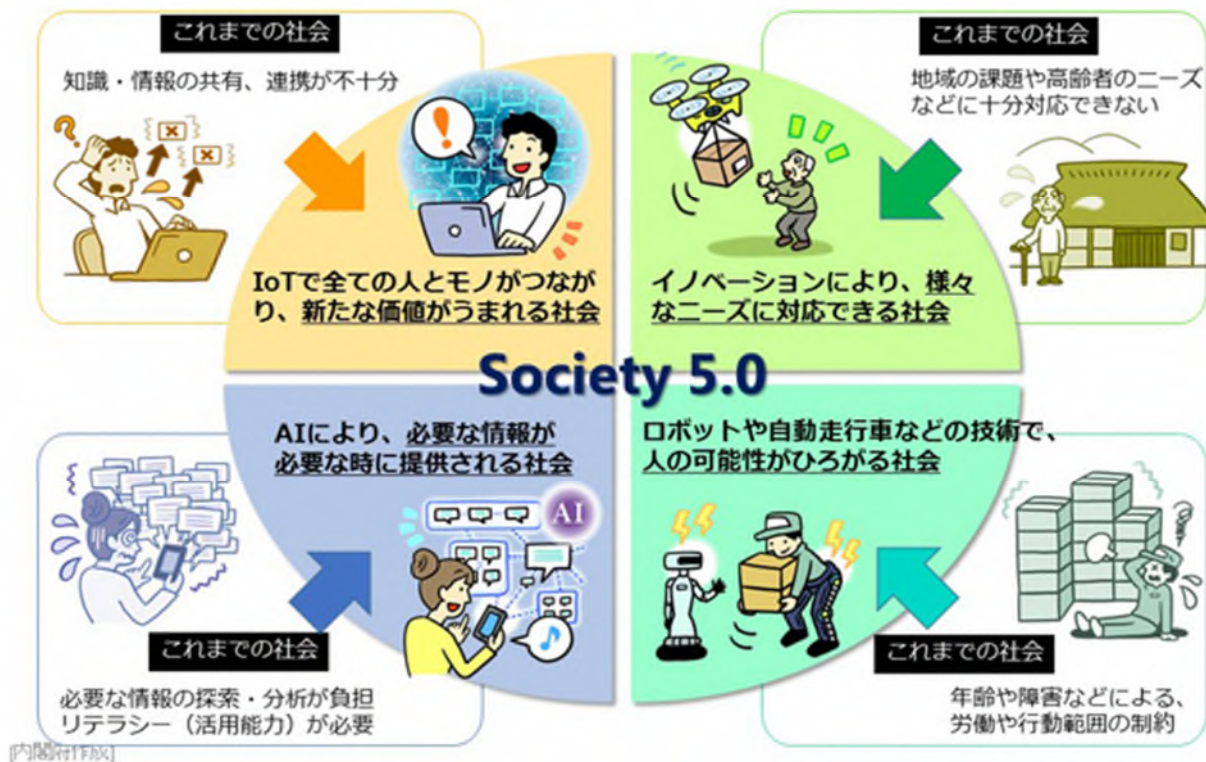 これまでの社会
知識・情報の共有、連携が不十分
IoTで全ての人とモノがつなが
り、新たな価値がうまれる社会
これまでの社会
地域の課題や高齢者のニーズ
などに十分対応できない
イノベーションにより、様々
なニーズに対応できる社会
Society 5.0
AIにより、必要な情報が
必要な時に提供される社会
AI
これまでの社会
必要な情報の探索・分析が負担
リテラシー（活用能力）が必要
ロボットや自動走行車などの技術で、
人の可能性がひろがる社会
これまでの社会
年齢や障害などによる、
労働や行動範囲の制約
[内閣府作成]